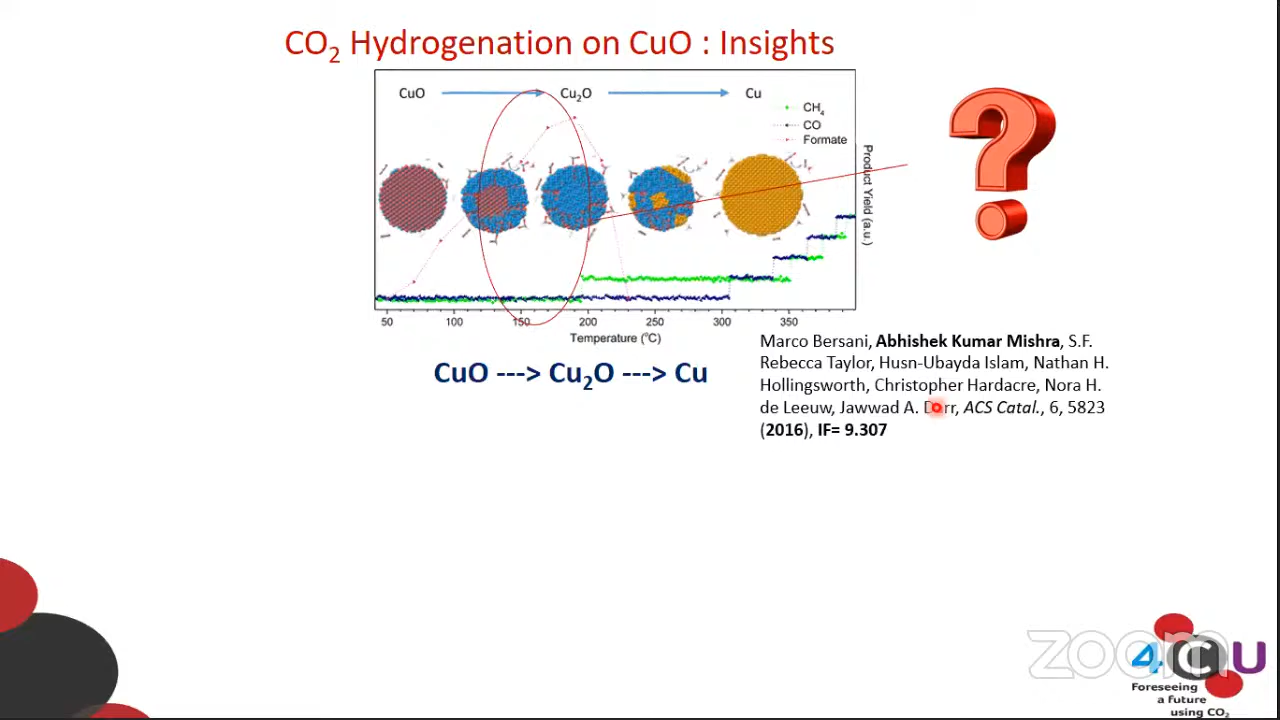 CO₂ Hydrogenation on CuO : Insights
CuO
Cu₂O
Cu
CH₄
CO
Formate
Product Yield (a.u.)
50
100
150
200
250
300
350
Temperature (°C)
CuO ---> Cu₂O ---> Cu
Marco Bersani, Abhishek Kumar Mishra, S.F.
Rebecca Taylor, Husn-Ubayda Islam, Nathan H.
Hollingsworth, Christopher Hardacre, Nora H.
de Leeuw, Jawwad A. Darr, ACS Catal., 6, 5823
(2016), IF= 9.307
zoom
4CU
Foreseeing
a future
using CO₂